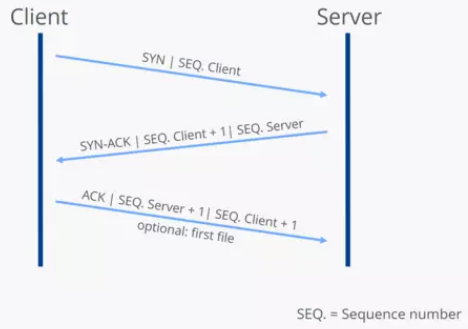 Client
Server
SYN | SEQ. Client
SYN-ACK | SEQ. Client + 1| SEQ. Server
ACK | SEQ. Server + 1| SEQ. Client + 1
optional: first file
SEQ. = Sequence number